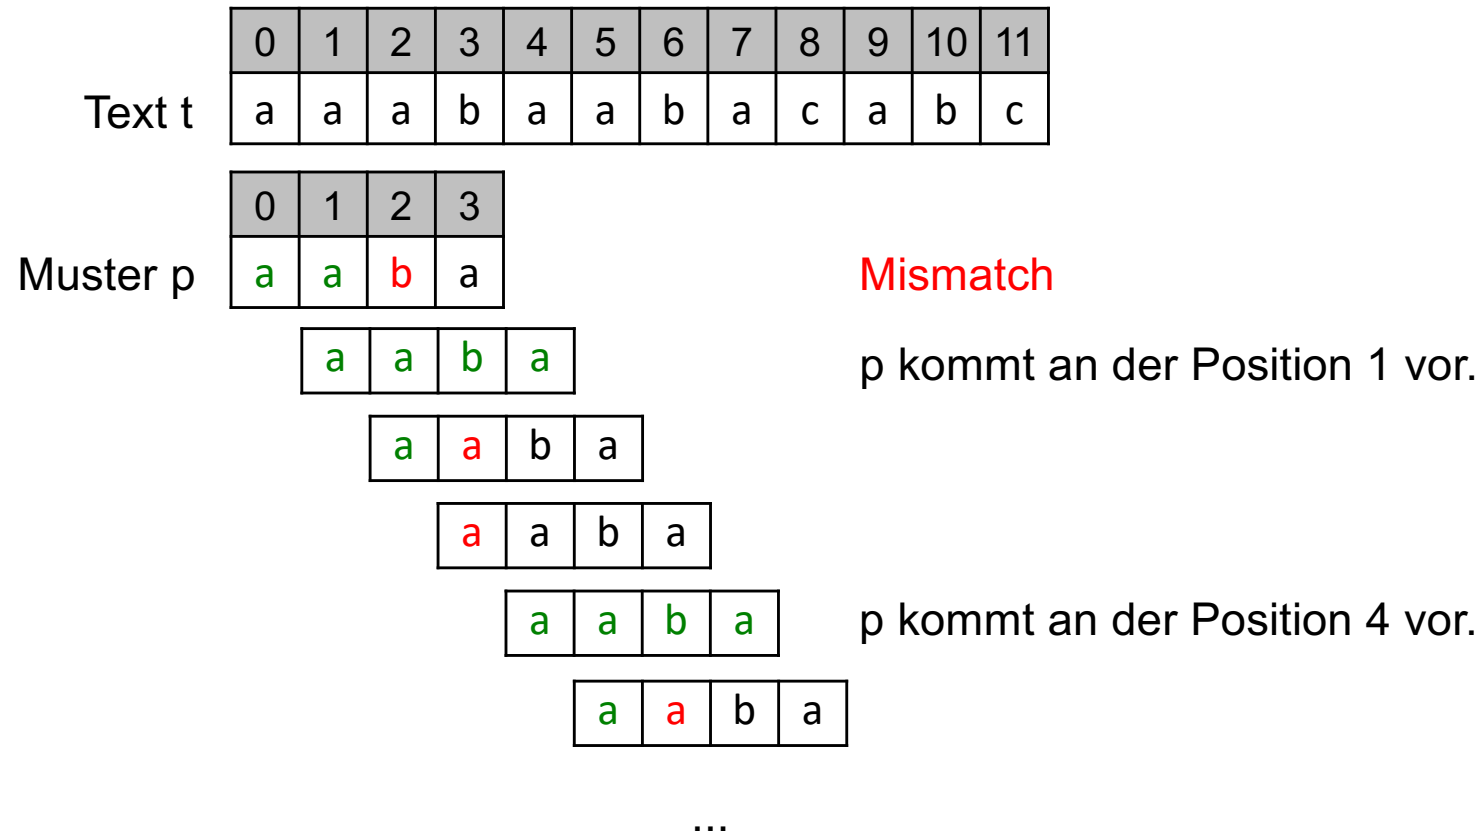 0 1 2 3 4 5 6 7 8 9 10 11
Text t a a a b a a b a c a b c
0 1 2 3
Muster p a a b a Mismatch
a a b a p kommt an der Position 1 vor.
a a b a
a a b a
a a b a p kommt an der Position 4 vor.
a a b a
...